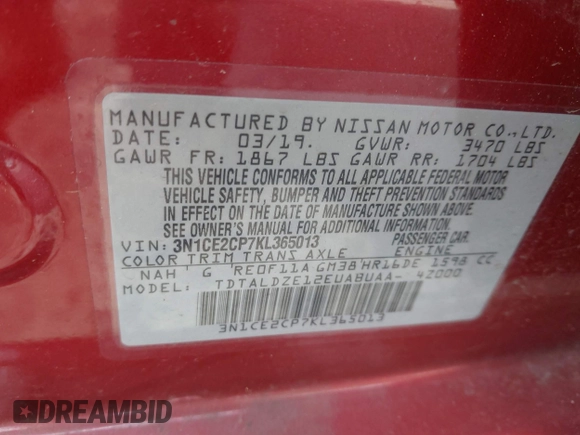 MANUFACTURED BY NISSAN MOTOR CO.,LTD.
DATE: 03/19. GVWR: 3470 LBS
GAWR FR: 1867 LBS GAWR RR: 1704 LBS
THIS VEHICLE CONFORMS TO ALL APPLICABLE FEDERAL MOTOR
VEHICLE SAFETY, BUMPER AND THEFT PREVENTION STANDARDS
IN EFFECT ON THE DATE OF MANUFACTURE SHOWN ABOVE.
SEE OWNER'S MANUAL FOR ADDITIONAL INFORMATION
VIN: 3N1CE2CP7KL365013 PASSENGER CAR.
COLOR TRIM TRANS AXLE ENGINE
NAH G RE0F11A GM38 HR16DE 1598 CC
MODEL: TDTALDZE12EUABUAA- 4Z000
3N1CE2CP7KL365013
DREAMBID